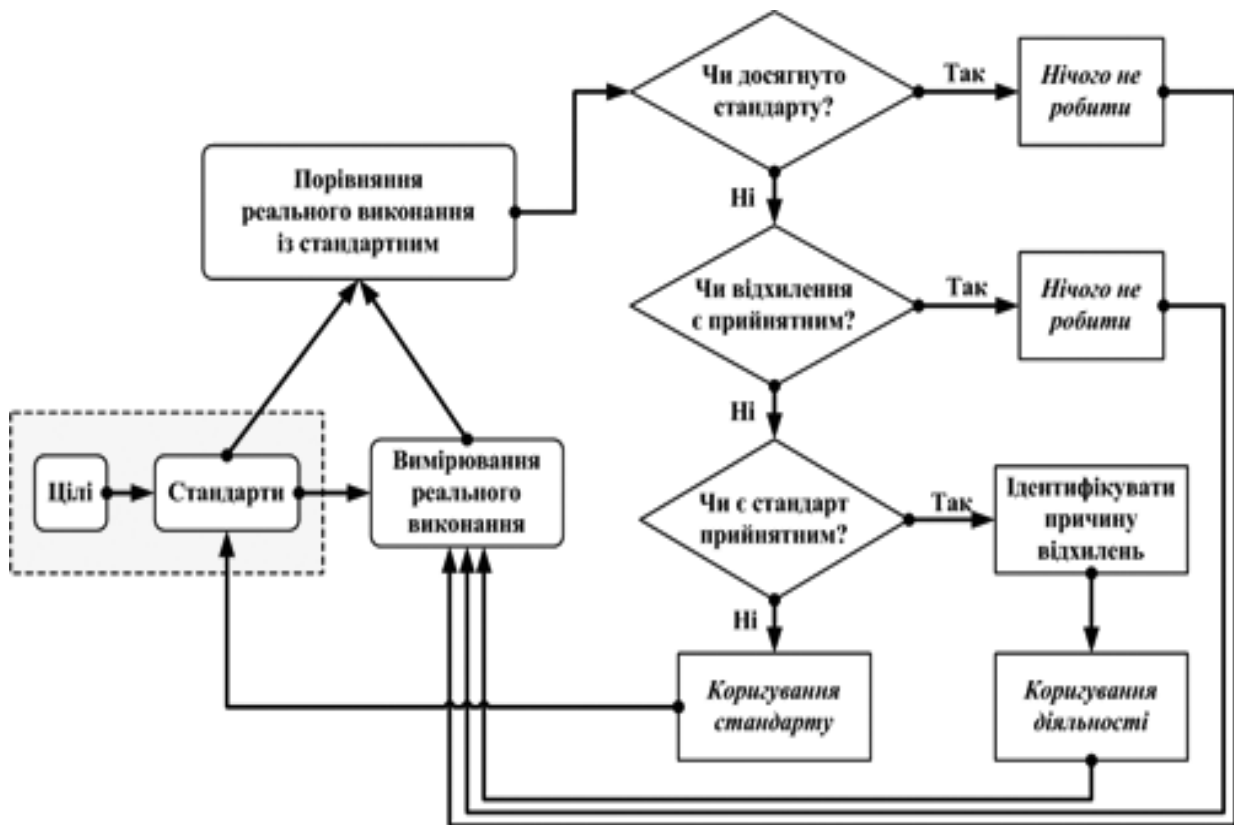 Чи досягнуто
стандарту?
Так
Нічого не
робити
Порівняння
реального виконання
із стандартним
Ні
Чи відхилення
є прийнятним?
Так
Нічого не
робити
Ні
Цілі
Стандарти
Вимірювання
реального
виконання
Чи є стандарт
прийнятним?
Так
Ідентифікувати
причину
відхилень
Ні
Коригування
стандарту
Коригування
діяльності